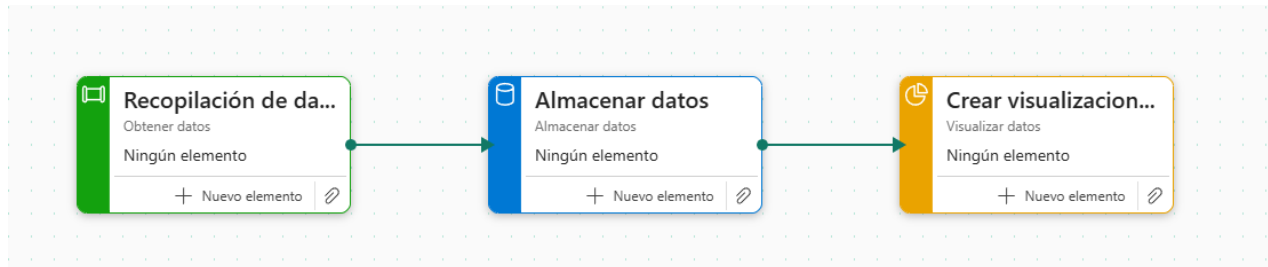 Recopilación de da...
Obtener datos
Ningún elemento
Nuevo elemento
Almacenar datos
Almacenar datos
Ningún elemento
Nuevo elemento
Crear visualizacion...
Visualizar datos
Ningún elemento
Nuevo elemento